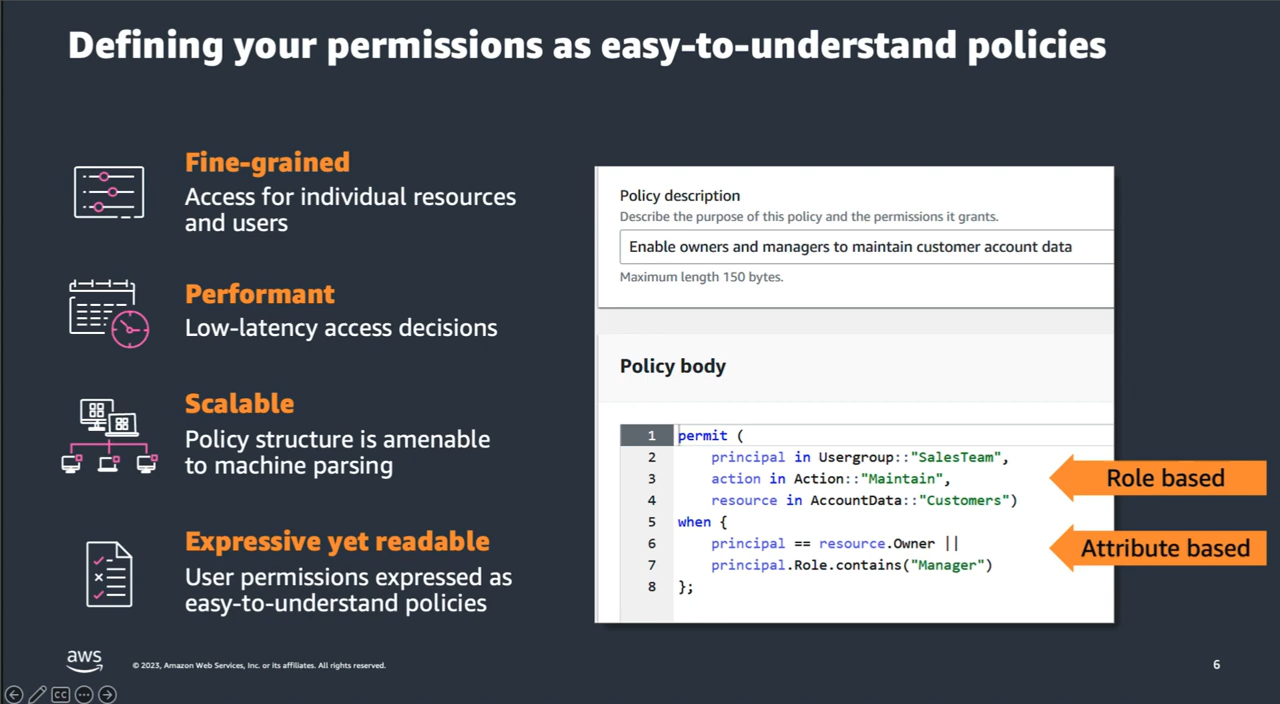 Defining your permissions as easy-to-understand policies
Fine-grained
Access for individual resources
and users
Performant
Low-latency access decisions
Scalable
Policy structure is amenable
to machine parsing
Expressive yet readable
User permissions expressed as
easy-to-understand policies
Policy description
Describe the purpose of this policy and the permissions it grants.
Enable owners and managers to maintain customer account data
Maximum length 150 bytes.
Policy body
1 permit (
2 principal in Usergroup::"SalesTeam",
3 action in Action::"Maintain",
4 resource in AccountData::"Customers")
5 when {
6 principal == resource.Owner ||
7 principal.Role.contains("Manager")
8 };
Role based
Attribute based
aws
© 2023, Amazon Web Services, Inc. or its affiliates. All rights reserved.
6
CC